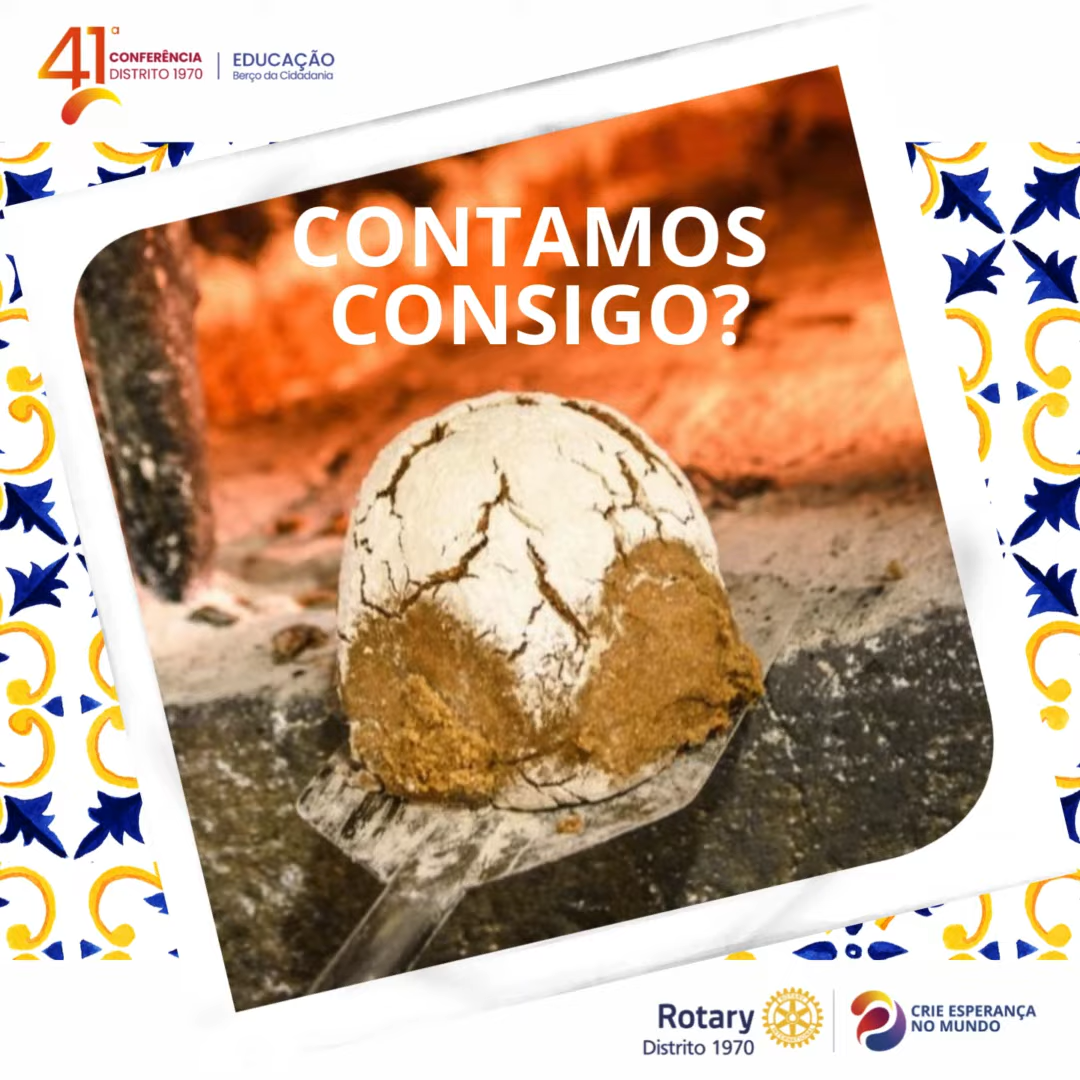 41ª
CONFERÊNCIA
DISTRITO 1970
EDUCAÇÃO
Berço da Cidadania
CONTAMOS
CONSIGO?
Rotary
Distrito 1970
CRIE ESPERANÇA
NO MUNDO